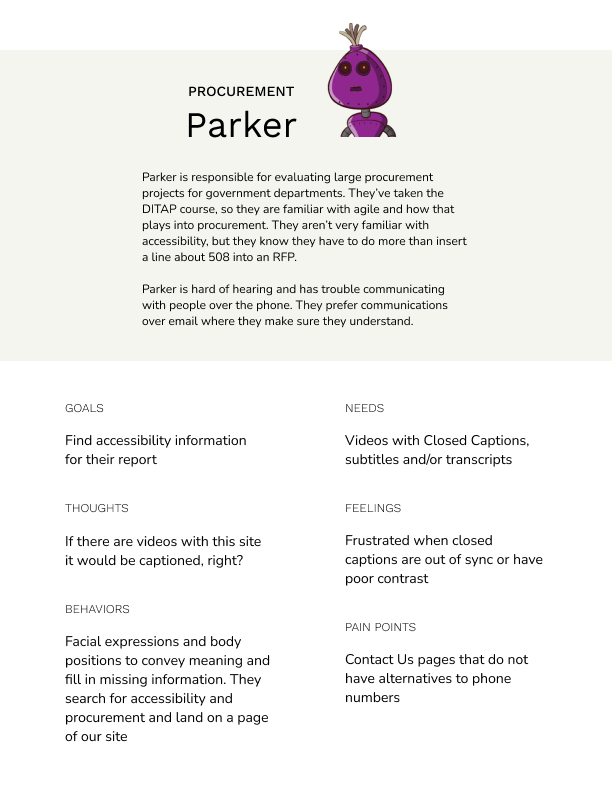 PROCUREMENT
Parker
Parker is responsible for evaluating large procurement
projects for government departments. They’ve taken the
DITAP course, so they are familiar with agile and how that
plays into procurement. They aren’t very familiar with
accessibility, but they know they have to do more than insert
a line about 508 into an RFP.
Parker is hard of hearing and has trouble communicating
with people over the phone. They prefer communications
over email where they make sure they understand.
GOALS
Find accessibility information
for their report
THOUGHTS
If there are videos with this site
it would be captioned, right?
BEHAVIORS
Facial expressions and body
positions to convey meaning and
fill in missing information. They
search for accessibility and
procurement and land on a page
of our site
NEEDS
Videos with Closed Captions,
subtitles and/or transcripts
FEELINGS
Frustrated when closed
captions are out of sync or have
poor contrast
PAIN POINTS
Contact Us pages that do not
have alternatives to phone
numbers